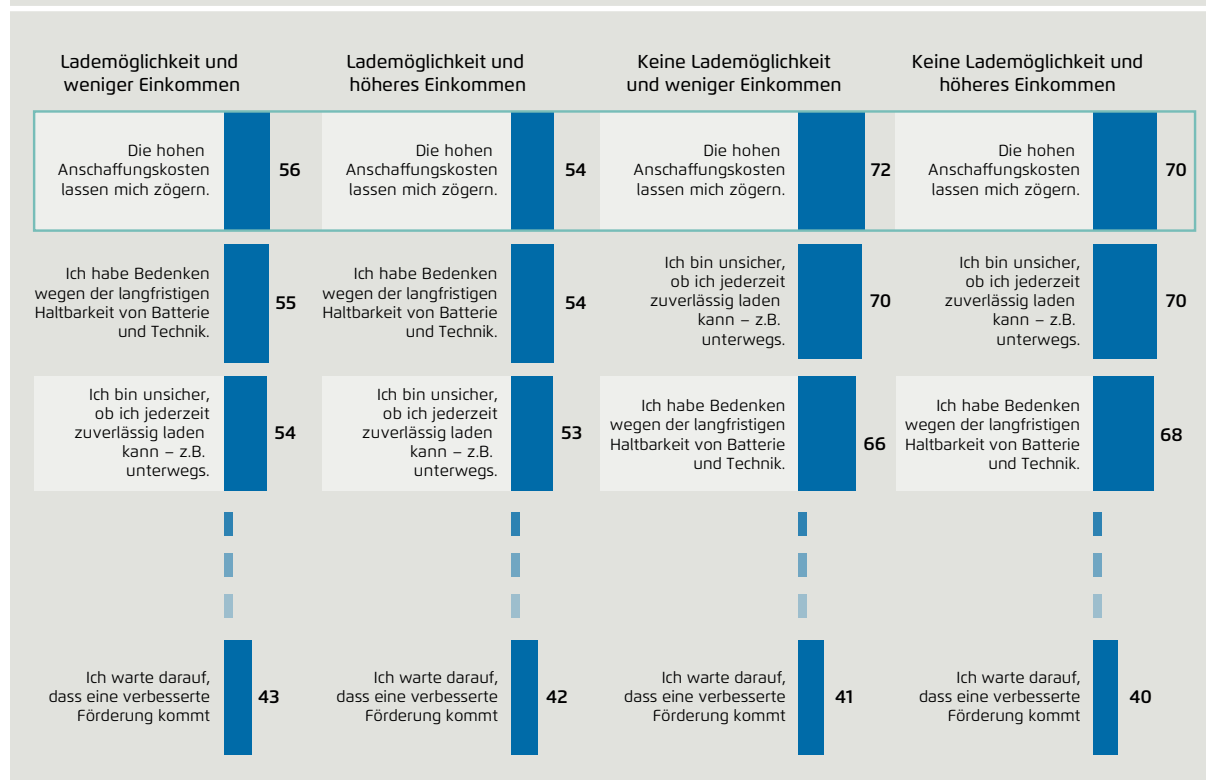 Lademöglichkeit und
weniger Einkommen
Lademöglichkeit und
höheres Einkommen
Keine Lademöglichkeit
und weniger Einkommen
Keine Lademöglichkeit und
höheres Einkommen
Die hohen
Anschaffungskosten
lassen mich zögern.
56
Die hohen
Anschaffungskosten
lassen mich zögern.
54
Die hohen
Anschaffungskosten
lassen mich zögern.
72
Die hohen
Anschaffungskosten
lassen mich zögern.
70
Ich habe Bedenken
wegen der langfristigen
Haltbarkeit von Batterie
und Technik.
55
Ich habe Bedenken
wegen der langfristigen
Haltbarkeit von Batterie
und Technik.
54
Ich bin unsicher,
ob ich jederzeit
zuverlässig laden
kann – z.B.
unterwegs.
70
Ich bin unsicher,
ob ich jederzeit
zuverlässig laden
kann – z.B.
unterwegs.
70
Ich bin unsicher,
ob ich jederzeit
zuverlässig laden
kann – z.B.
unterwegs.
54
Ich bin unsicher,
ob ich jederzeit
zuverlässig laden
kann – z.B.
unterwegs.
53
Ich habe Bedenken
wegen der langfristigen
Haltbarkeit von Batterie
und Technik.
66
Ich habe Bedenken
wegen der langfristigen
Haltbarkeit von Batterie
und Technik.
68
Ich warte darauf,
dass eine verbesserte
Förderung kommt
43
Ich warte darauf,
dass eine verbesserte
Förderung kommt
42
Ich warte darauf,
dass eine verbesserte
Förderung kommt
41
Ich warte darauf,
dass eine verbesserte
Förderung kommt
40